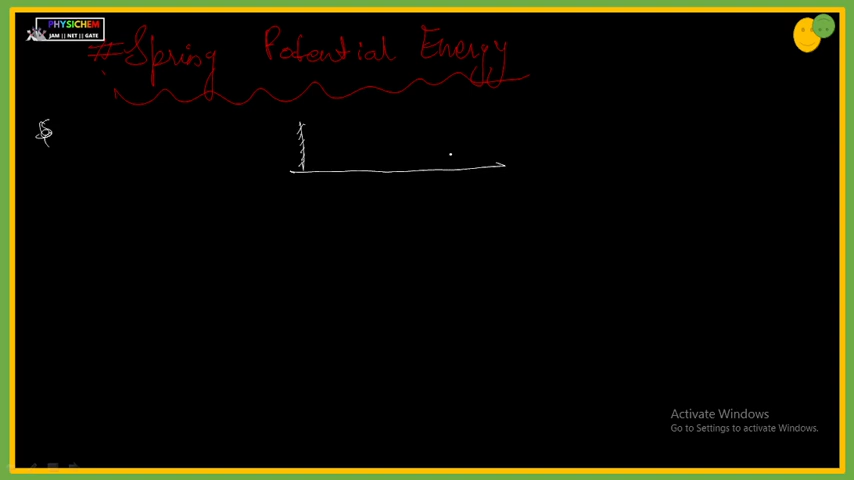 PHYSICHEM
JAM || NET || GATE
# Spring Potential Energy
Activate Windows
Go to Settings to activate Windows.